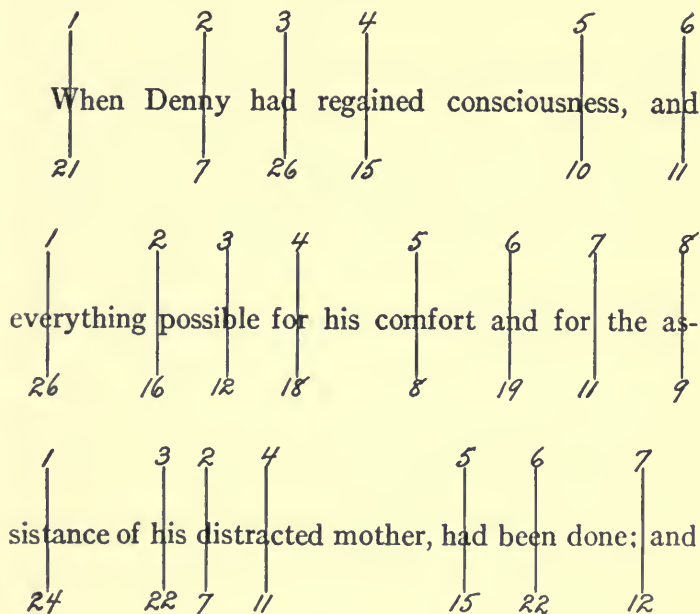 1 2 3 4 5 6
When Denny had regained consciousness, and
21 7 26 15 10 11
1 2 3 4 5 6 7 8
everything possible for his comfort and for the as-
26 16 12 18 8 19 11 9
1 3 2 4 5 6 7
sistance of his distracted mother, had been done; and
24 22 7 11 15 22 12